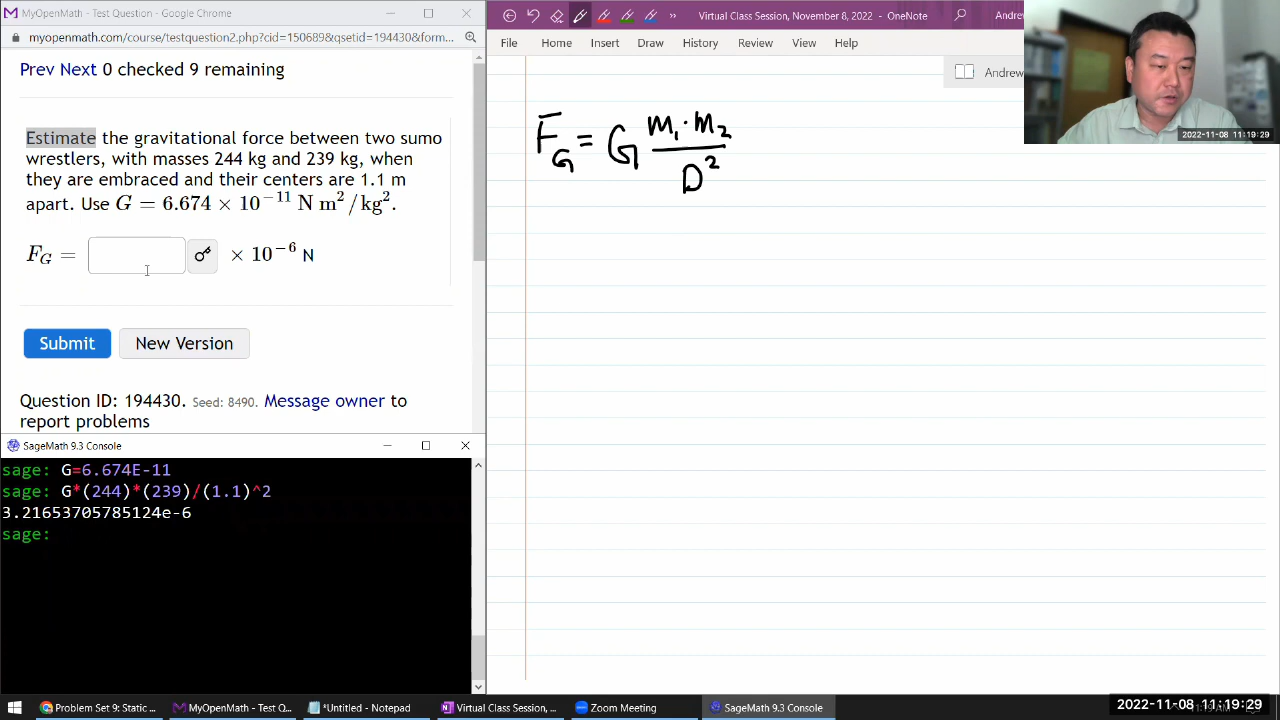 MyOpenMath - Test Question - Google Chrome
myopenmath.com/course/testquestion2.php?cid=150689&qsetid=194430&form...
Prev Next 0 checked 9 remaining
Estimate the gravitational force between two sumo
wrestlers, with masses 244 kg and 239 kg, when
they are embraced and their centers are 1.1 m
apart. Use G = 6.674 × 10⁻¹¹ N m²/kg².
F_G = × 10⁻⁶ N
Submit New Version
Question ID: 194430. Seed: 8490. Message owner to
report problems
SageMath 9.3 Console
sage: G=6.674E-11
sage: G*(244)*(239)/(1.1)^2
3.21653705785124e-6
sage:
Virtual Class Session, November 8, 2022 - OneNote
Andrew
File Home Insert Draw History Review View Help
Andrew
F_G = G m₁·m₂ / D²
2022-11-08 11:19:29
Problem Set 9: Static ... MyOpenMath - Test Q... *Untitled - Notepad Virtual Class Session,... Zoom Meeting SageMath 9.3 Console
2022-11-08 11:19:29